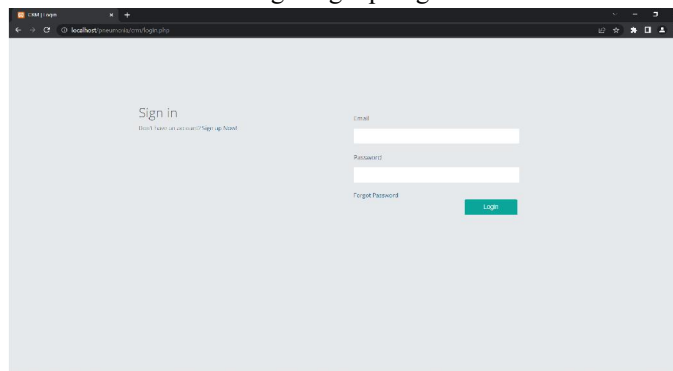 CRM | Login
localhost/pneumonia/crm/login.php
Sign in
Don't have an account? Sign up Now!
Email
Password
Forgot Password
Login